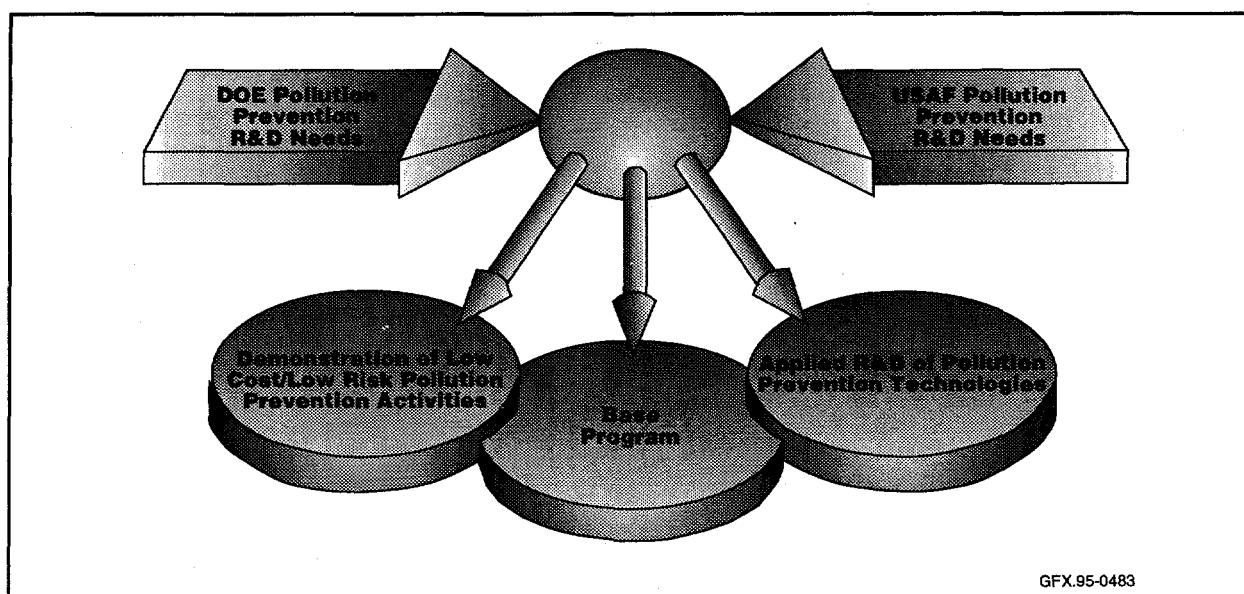 DOE Pollution
Prevention
R&D Needs
USAF Pollution
Prevention
R&D Needs
Demonstration of Low
Cost/Low Risk Pollution
Prevention Activities
Base
Program
Applied R&D of Pollution
Prevention Technologies
GFX.95-0483